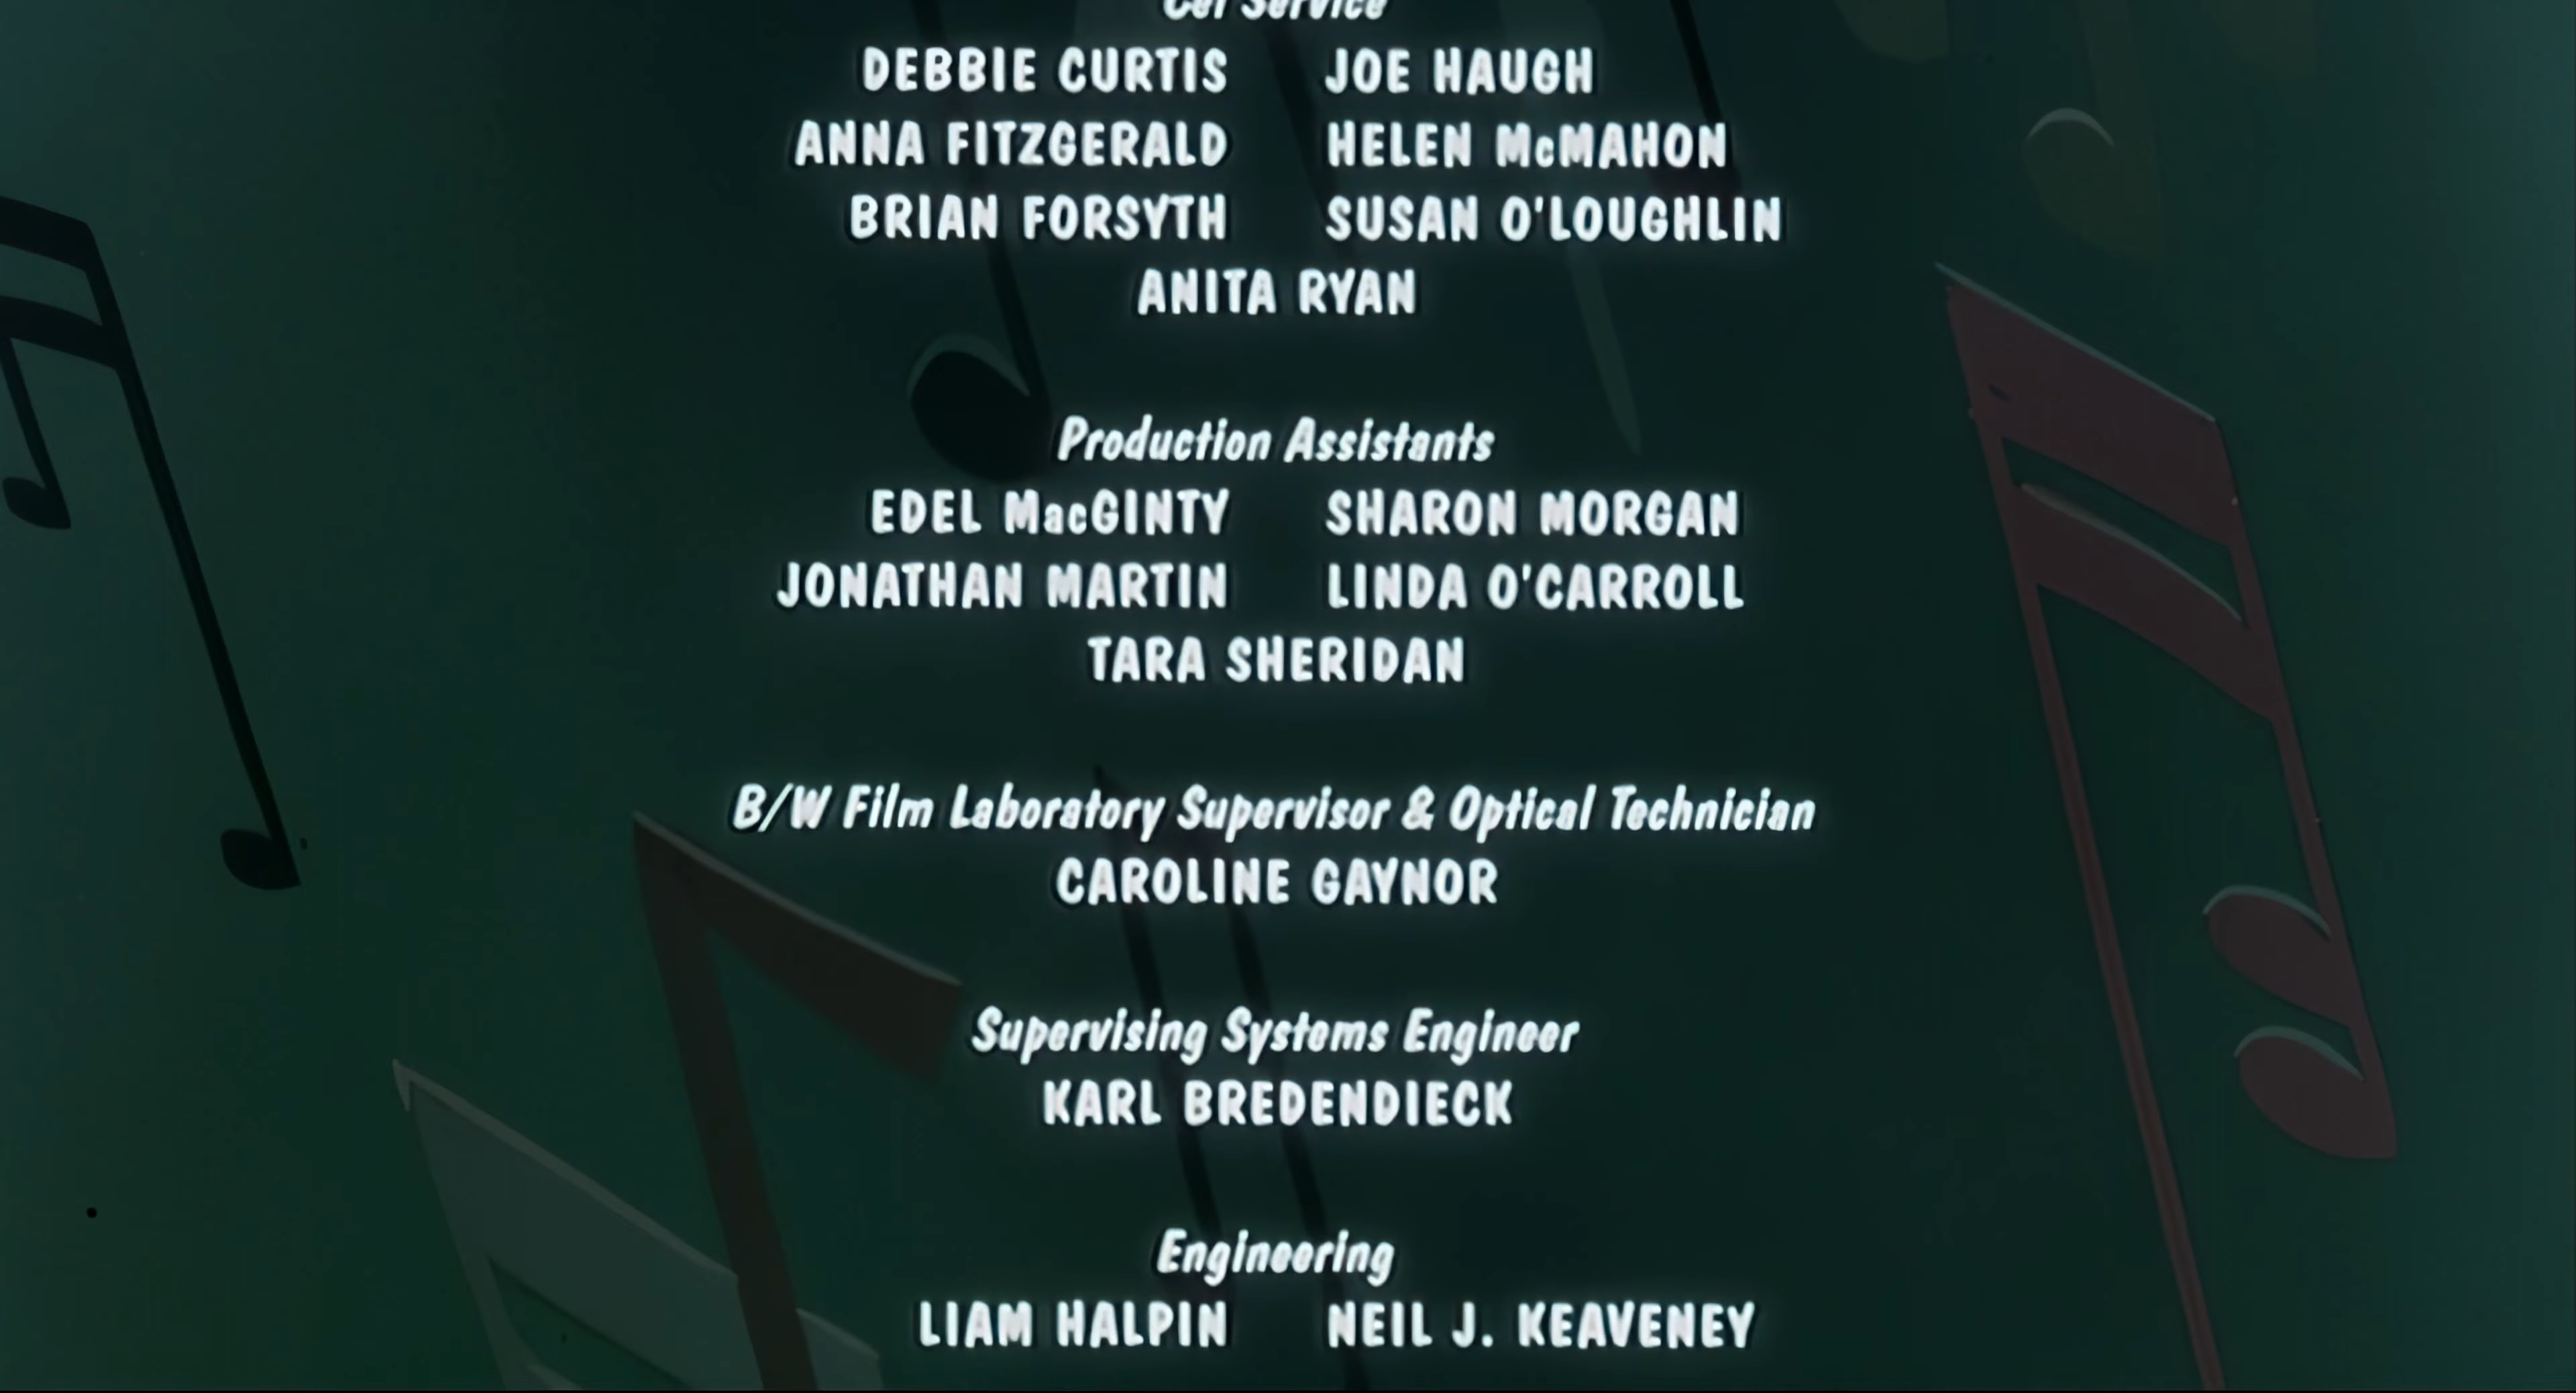 Cel Service
DEBBIE CURTIS JOE HAUGH
ANNA FITZGERALD HELEN McMAHON
BRIAN FORSYTH SUSAN O'LOUGHLIN
ANITA RYAN
Production Assistants
EDEL MacGINTY SHARON MORGAN
JONATHAN MARTIN LINDA O'CARROLL
TARA SHERIDAN
B/W Film Laboratory Supervisor & Optical Technician
CAROLINE GAYNOR
Supervising Systems Engineer
KARL BREDENDIECK
Engineering
LIAM HALPIN NEIL J. KEAVENEY